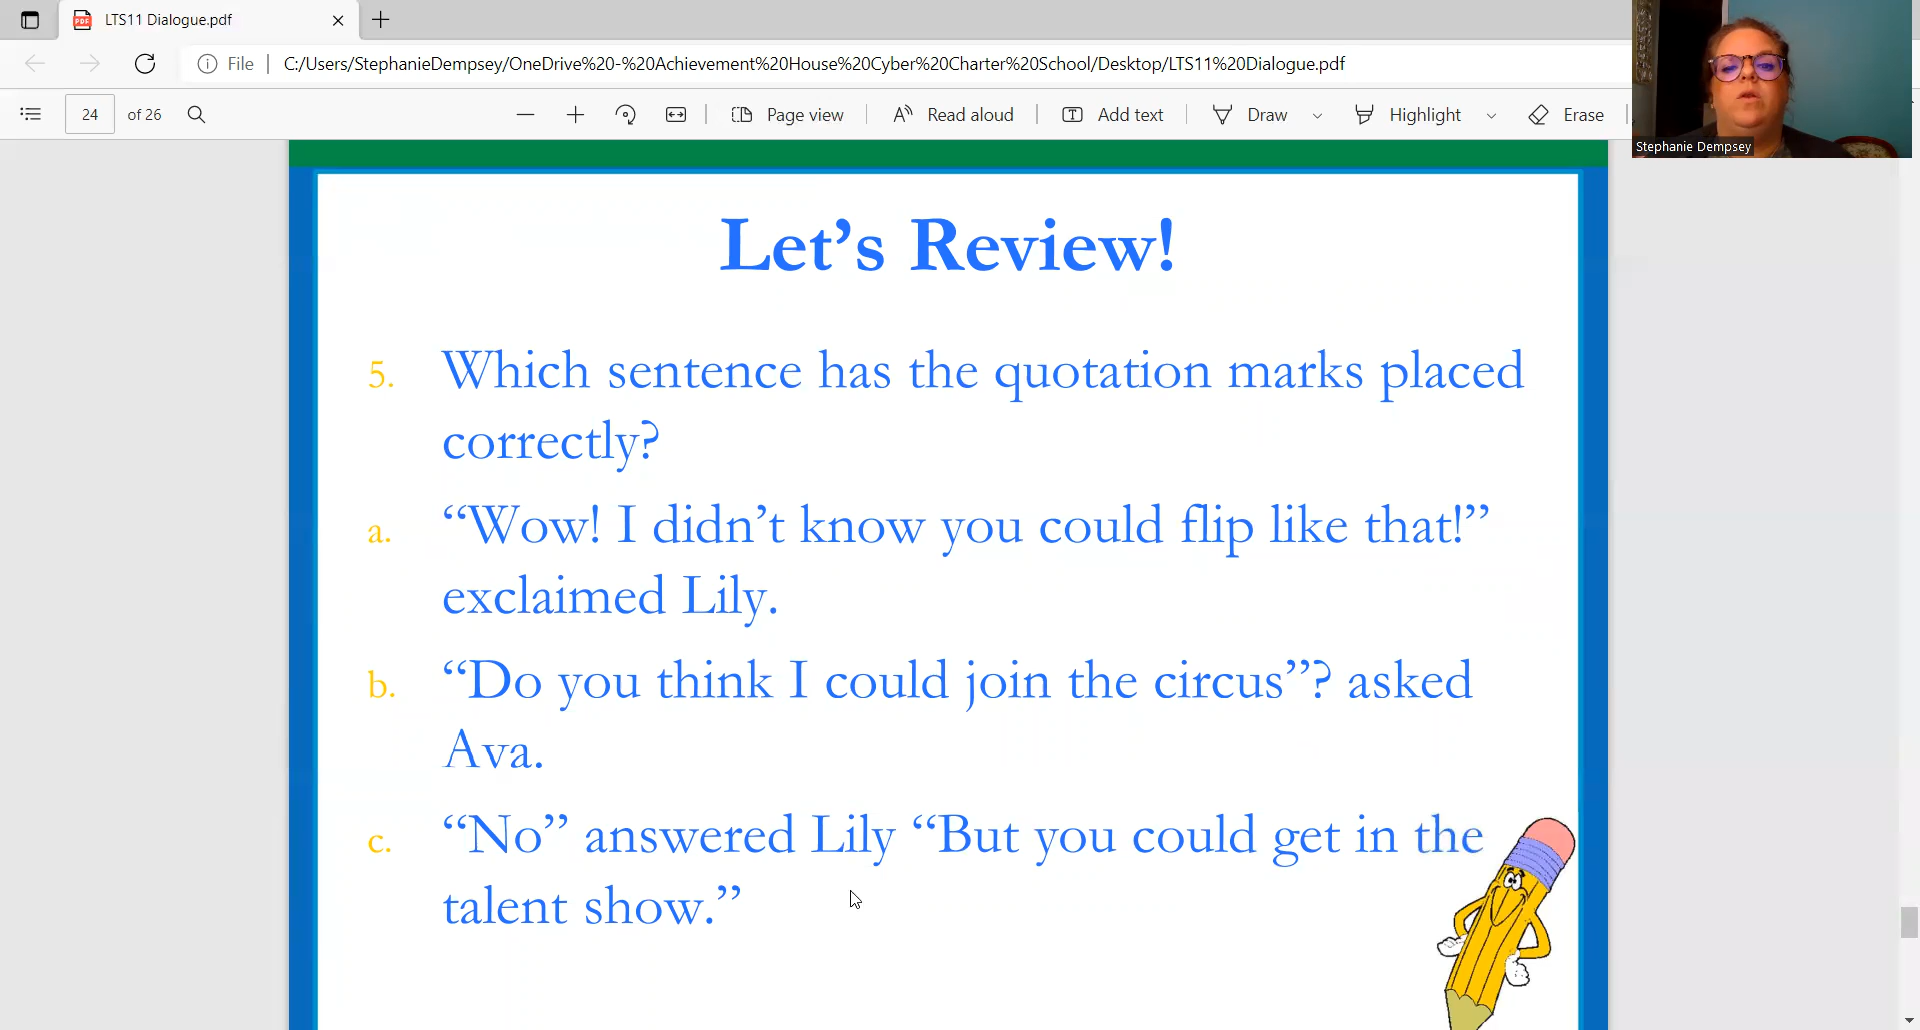 LTS11 Dialogue.pdf
File
C:/Users/StephanieDempsey/OneDrive%20-%20Achievement%20House%20Cyber%20Charter%20School/Desktop/LTS11%20Dialogue.pdf
24 of 26 Page view Read aloud Add text Draw Highlight Erase
Stephanie Dempsey
Let’s Review!
5. Which sentence has the quotation marks placed
correctly?
a. “Wow! I didn’t know you could flip like that!”
exclaimed Lily.
b. “Do you think I could join the circus”? asked
Ava.
c. “No” answered Lily “But you could get in the
talent show.”